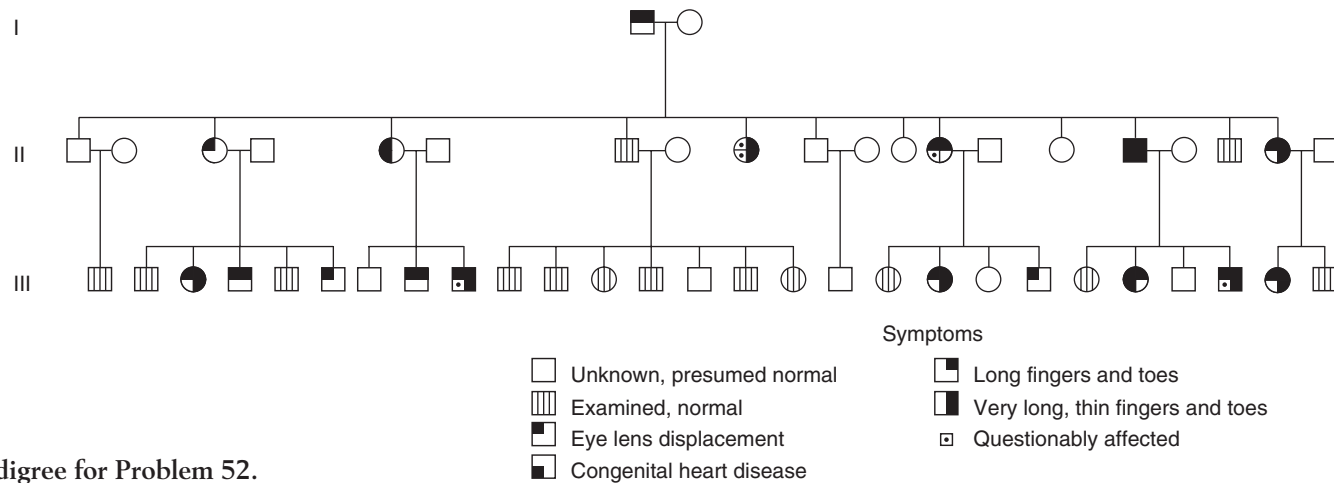 I
II
III
Symptoms
Unknown, presumed normal
Examined, normal
Eye lens displacement
Congenital heart disease
Long fingers and toes
Very long, thin fingers and toes
Questionably affected
digree for Problem 52.